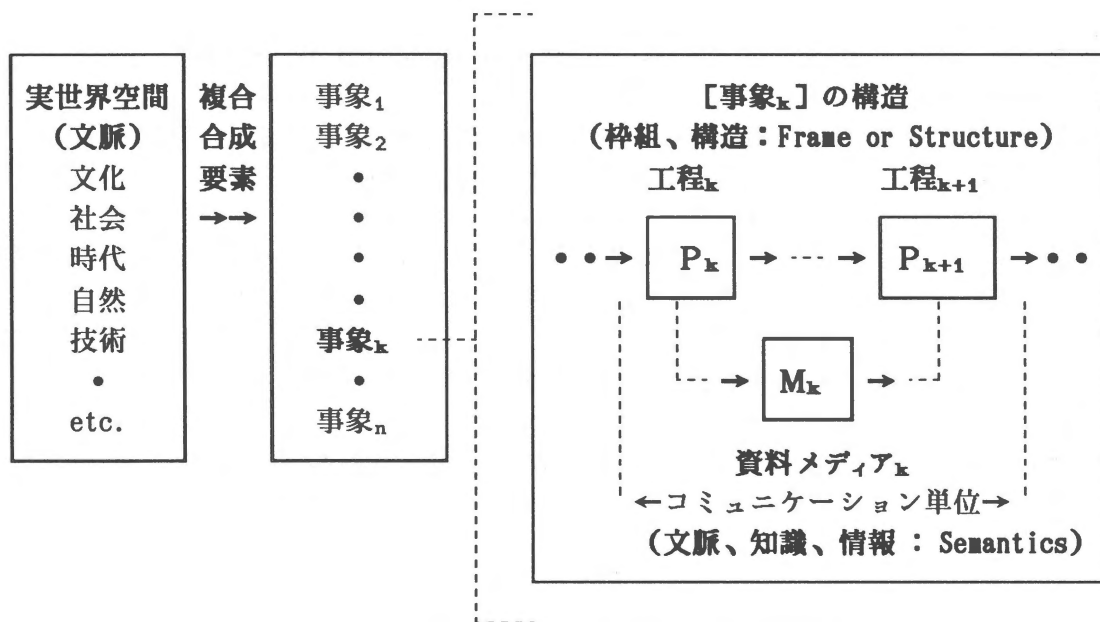 実世界空間
(文脈)
文化
社会
時代
自然
技術
•
etc.
複合
合成
要素
→→
事象₁
事象₂
•
•
•
•
事象ₖ
•
事象ₙ
[事象ₖ]の構造
(枠組、構造:Frame or Structure)
工程ₖ 工程ₖ₊₁
• •→ Pₖ → → Pₖ₊₁ →• •
→ Mₖ →
資料メディアₖ
←コミュニケーション単位→
(文脈、知識、情報 : Semantics)